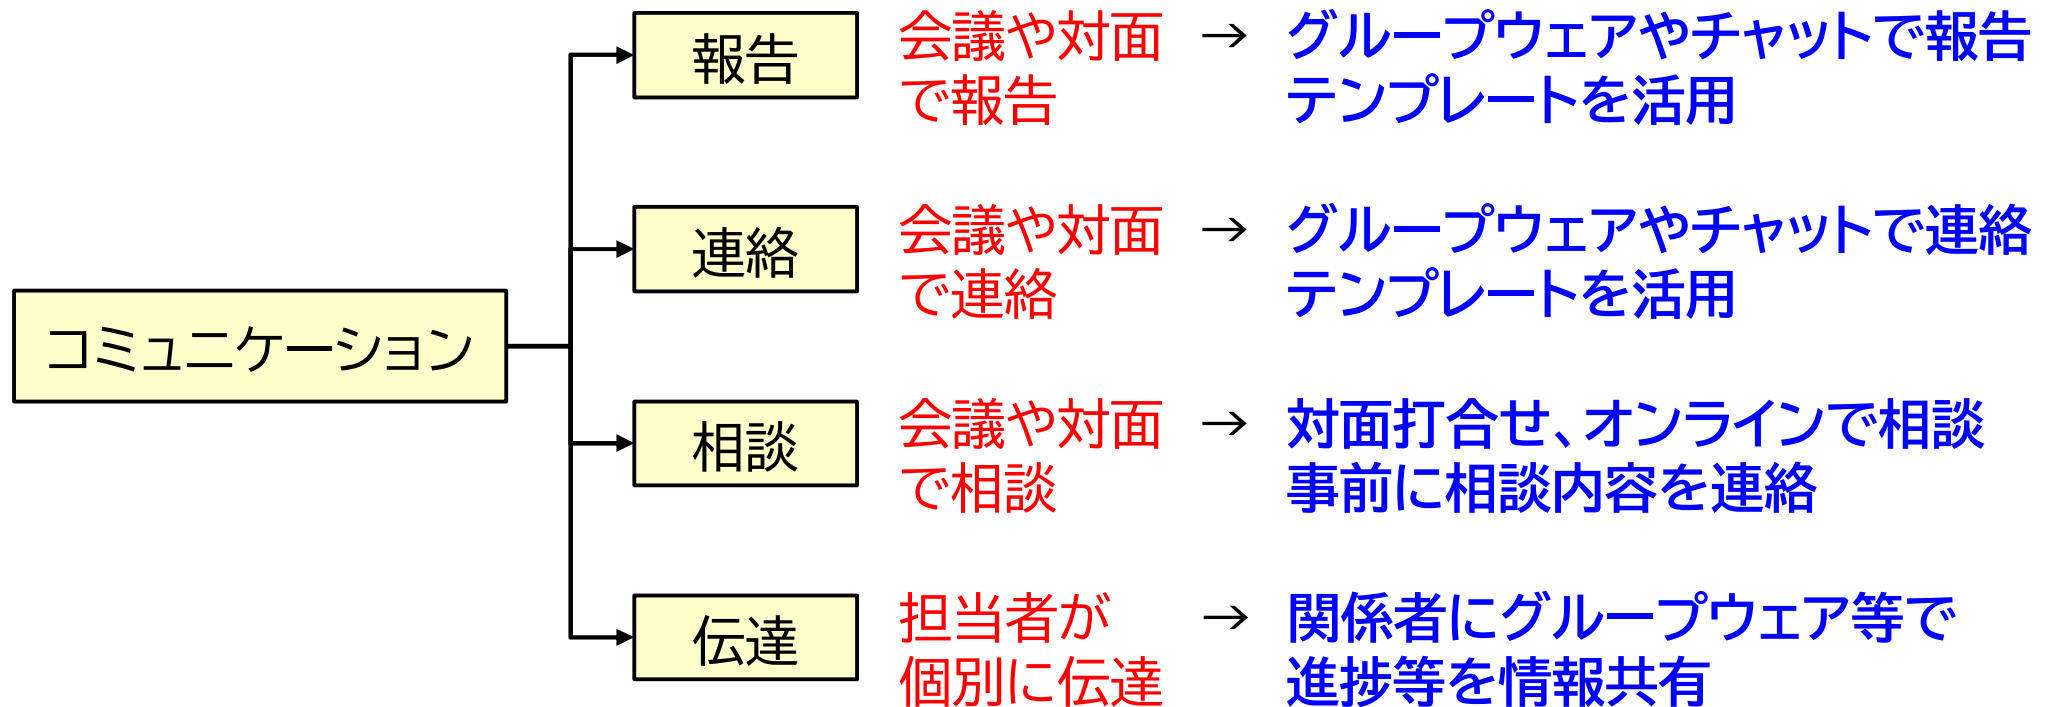 コミュニケーション
報告
会議や対面
で報告
→
グループウェアやチャットで報告
テンプレートを活用
連絡
会議や対面
で連絡
→
グループウェアやチャットで連絡
テンプレートを活用
相談
会議や対面
で相談
→
対面打合せ、オンラインで相談
事前に相談内容を連絡
伝達
担当者が
個別に伝達
→
関係者にグループウェア等で
進捗等を情報共有